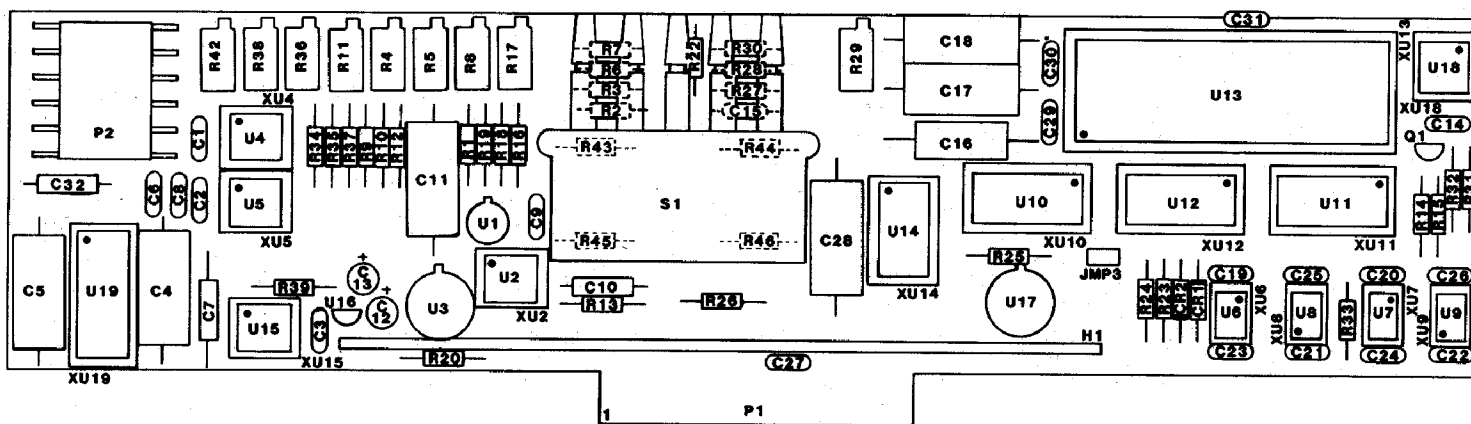 C31
XU13
R42
R38
R36
R11
R4
R5
R8
R17
R7
R22
R30
R29
C18
C30
U18
R6
R28
R3
R27
C17
U13
R2
C15
XU18
XU4
P2
C1
U4
R34
R35
R37
R9
R10
R12
C11
R1
R19
R18
R16
R43
R44
C16
C29
C14
Q1
C32
C6
C8
C2
U5
U1
C9
S1
C28
U14
U10
U12
U11
R14
R15
R32
R31
XU5
R45
R46
XU10
XU12
XU11
C5
U19
C4
C7
R39
+
C
13
U16
+
C
12
U3
U2
C10
R13
R26
XU14
R25
U17
JMP3
R24
R23
CR2
CR1
C19
U6
XU6
C25
U8
XU8
R33
C20
U7
XU7
XU9
C26
U9
U15
C3
XU2
XU15
XU19
R20
H1
C27
C23
C21
C24
C22
1
P1